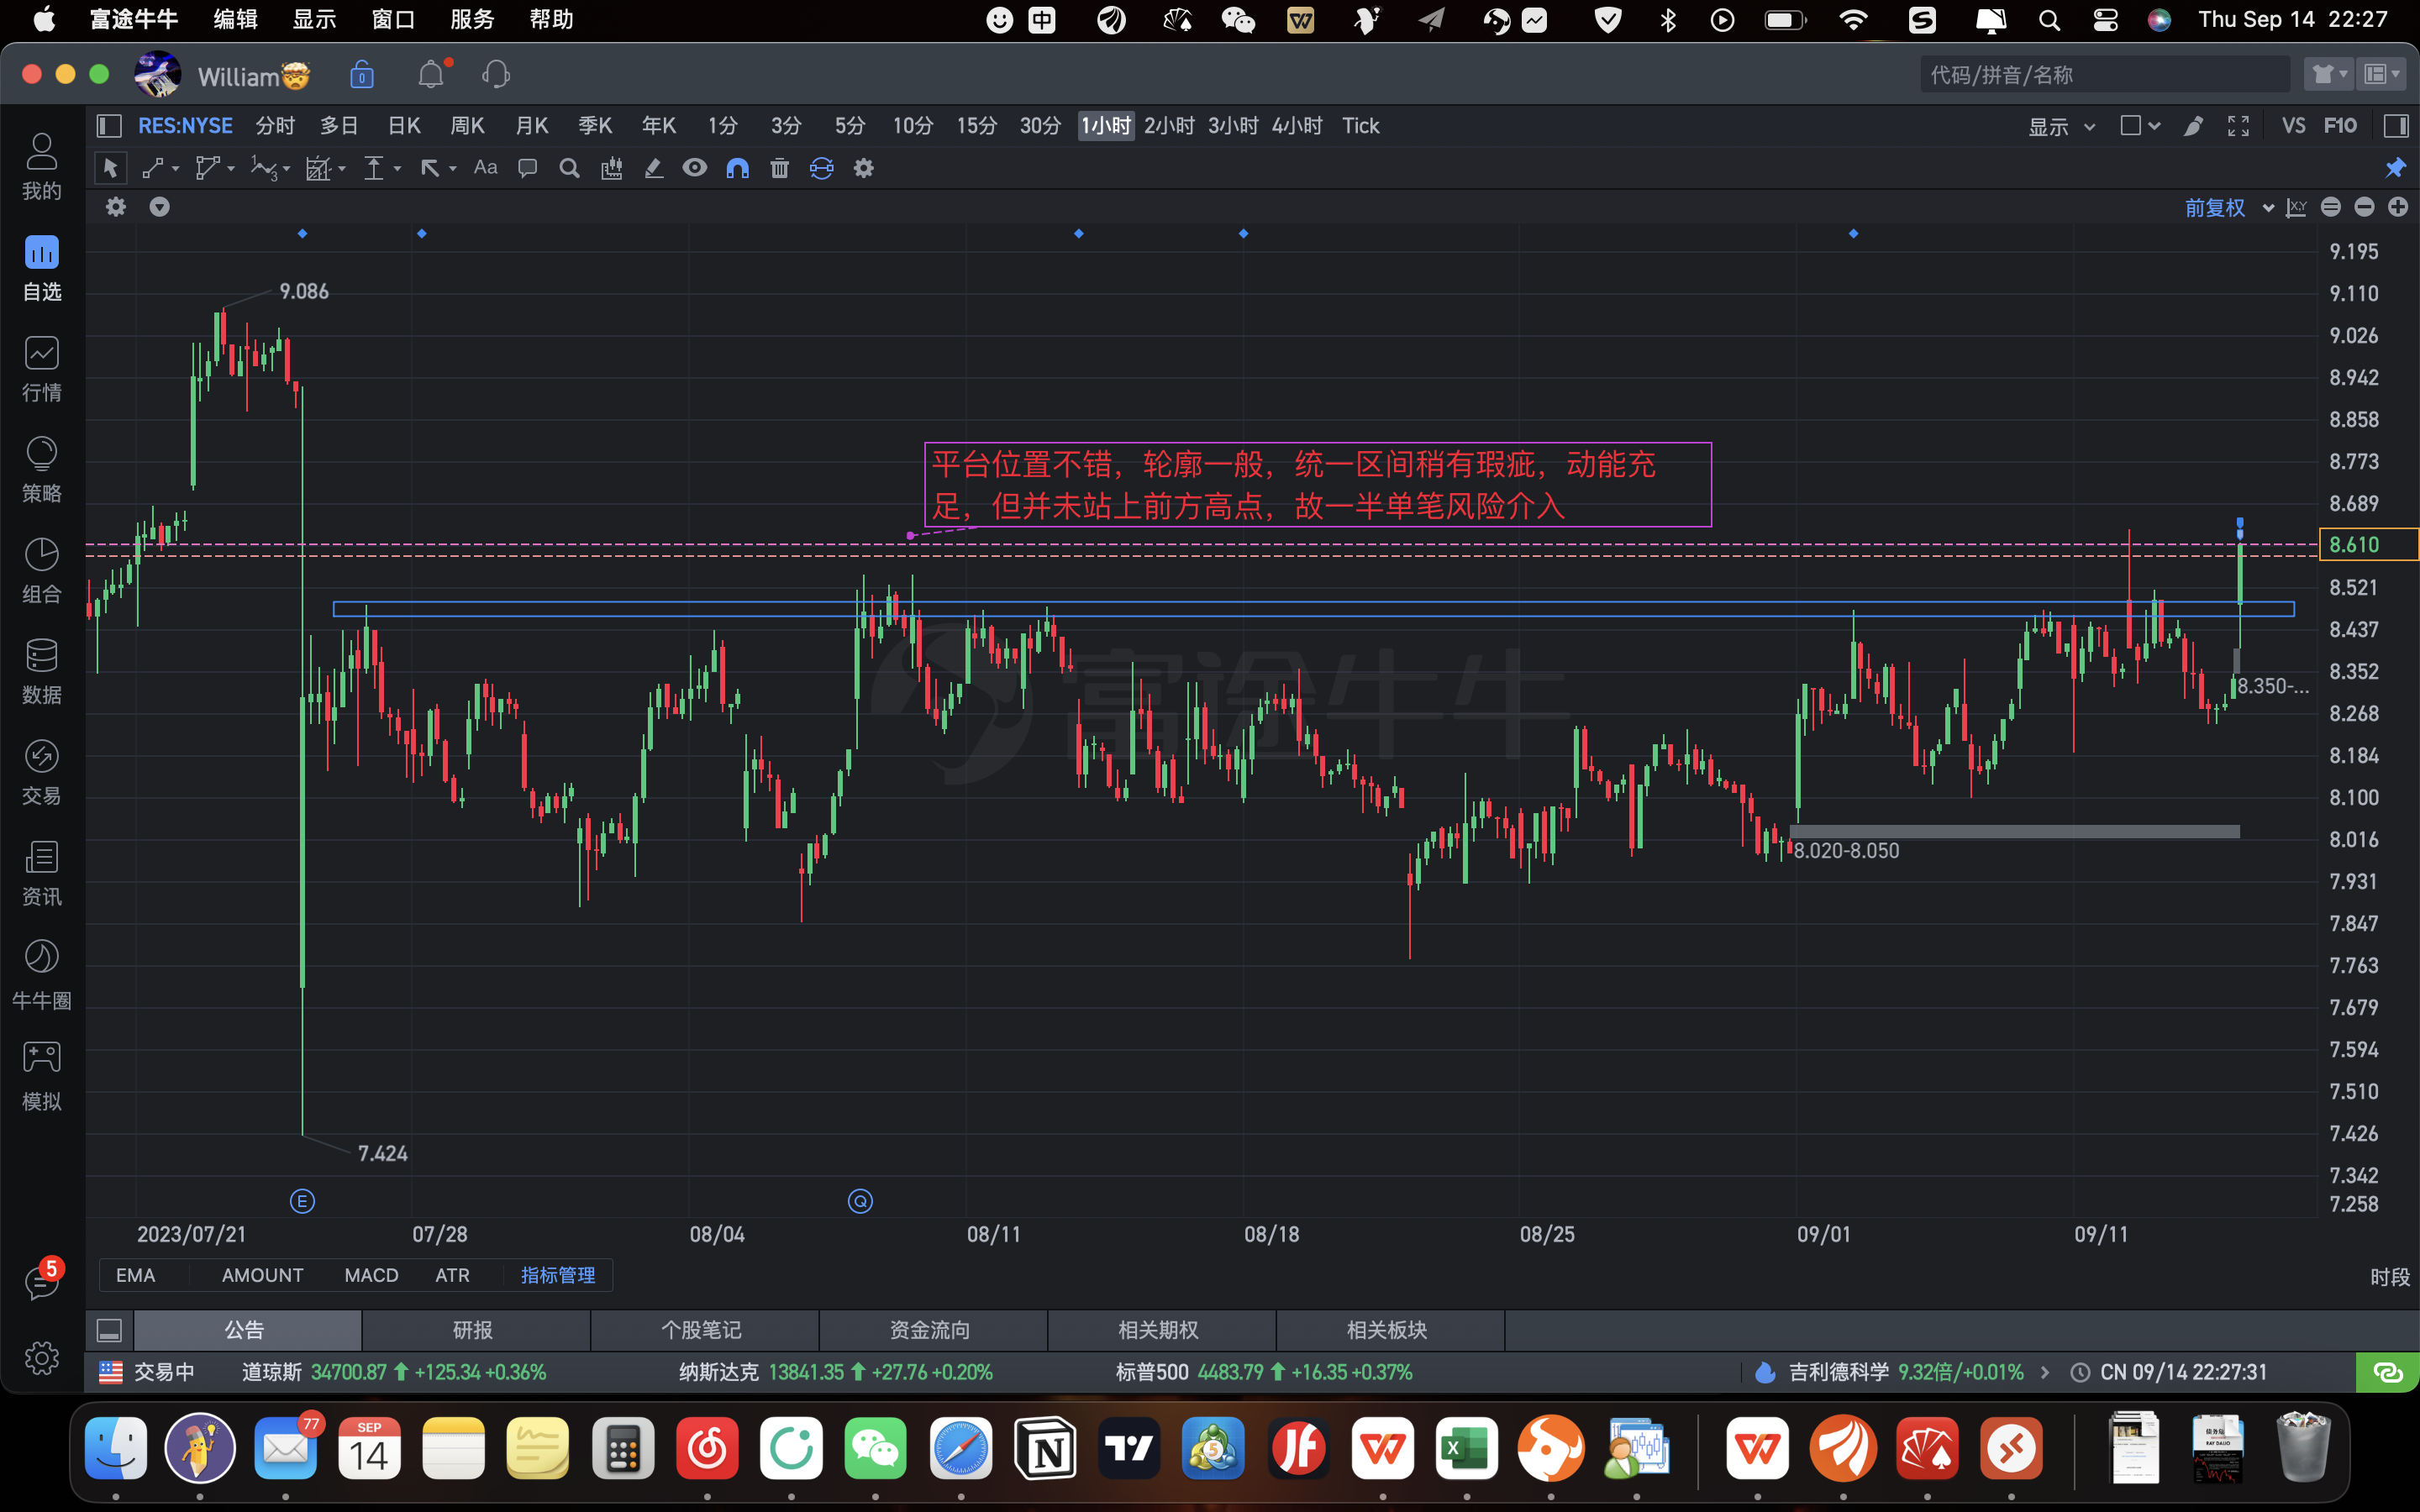 富途牛牛 编辑 显示 窗口 服务 帮助 中 Thu Sep 14 22:27
William🤯 0 代码/拼音/名称
RES:NYSE 分时 多日 日K 周K 月K 季K 年K 1分 3分 5分 10分 15分 30分 1小时 2小时 3小时 4小时 Tick 显示 VS F10
Aa
前复权 X,Y
我的
自选
行情
策略
组合
数据
交易
资讯
牛牛圈
模拟
5
9.086
平台位置不错，轮廓一般，统一区间稍有瑕疵，动能充
足，但并未站上前方高点，故一半单笔风险介入
富途牛牛
8.350-...
8.020-8.050
7.424
9.195
9.110
9.026
8.942
8.858
8.773
8.689
8.610
8.521
8.437
8.352
8.268
8.184
8.100
8.016
7.931
7.847
7.763
7.679
7.594
7.510
7.426
7.342
7.258
E Q
2023/07/21 07/28 08/04 08/11 08/18 08/25 09/01 09/11
EMA AMOUNT MACD ATR 指标管理 时段
公告 研报 个股笔记 资金流向 相关期权 相关板块
交易中 道琼斯 34700.87 +125.34 +0.36% 纳斯达克 13841.35 +27.76 +0.20% 标普500 4483.79 +16.35 +0.37% 吉利德科学 9.32倍/+0.01% CN 09/14 22:27:31
77 SEP
14
5